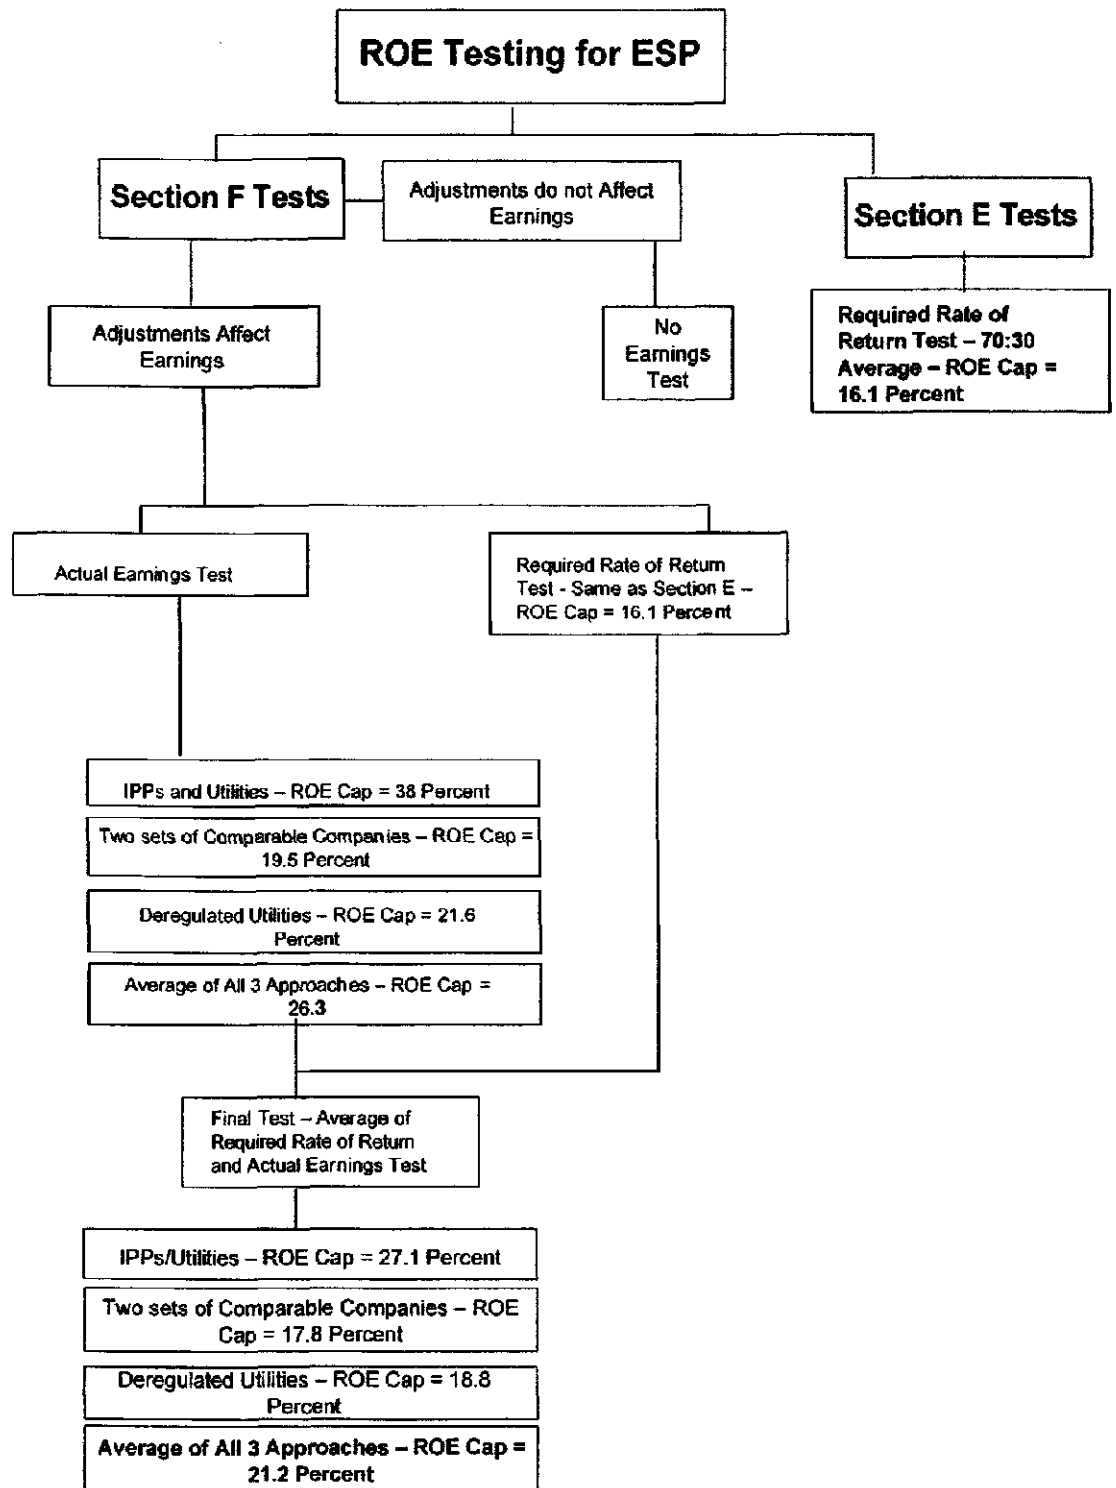 ROE Testing for ESP
Section F Tests
Adjustments do not Affect
Earnings
Section E Tests
Adjustments Affect
Earnings
No
Earnings
Test
Required Rate of
Return Test – 70:30
Average – ROE Cap =
16.1 Percent
Actual Earnings Test
Required Rate of Return
Test - Same as Section E –
ROE Cap = 16.1 Percent
IPPs and Utilities – ROE Cap = 38 Percent
Two sets of Comparable Companies – ROE Cap =
19.5 Percent
Deregulated Utilities – ROE Cap = 21.6
Percent
Average of All 3 Approaches – ROE Cap =
26.3
Final Test – Average of
Required Rate of Return
and Actual Earnings Test
IPPs/Utilities – ROE Cap = 27.1 Percent
Two sets of Comparable Companies – ROE
Cap = 17.8 Percent
Deregulated Utilities – ROE Cap = 18.8
Percent
Average of All 3 Approaches – ROE Cap =
21.2 Percent